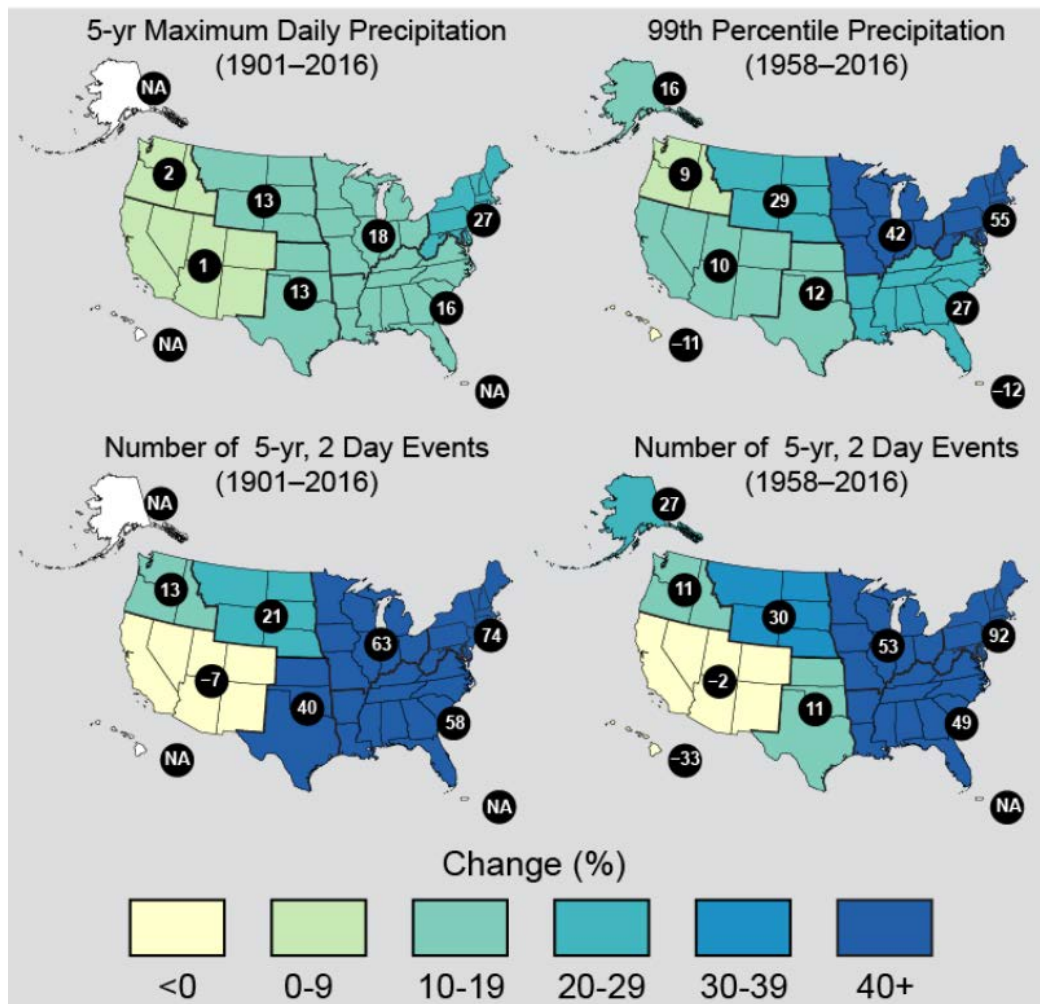 5-yr Maximum Daily Precipitation
(1901–2016)
NA
2
13
18
27
1
13
16
NA
NA
99th Percentile Precipitation
(1958–2016)
16
9
29
42
55
10
12
27
–11
–12
Number of 5-yr, 2 Day Events
(1901–2016)
NA
13
21
63
74
–7
40
58
NA
NA
Number of 5-yr, 2 Day Events
(1958–2016)
27
11
30
53
92
–2
11
49
–33
NA
Change (%)
<0 0-9 10-19 20-29 30-39 40+